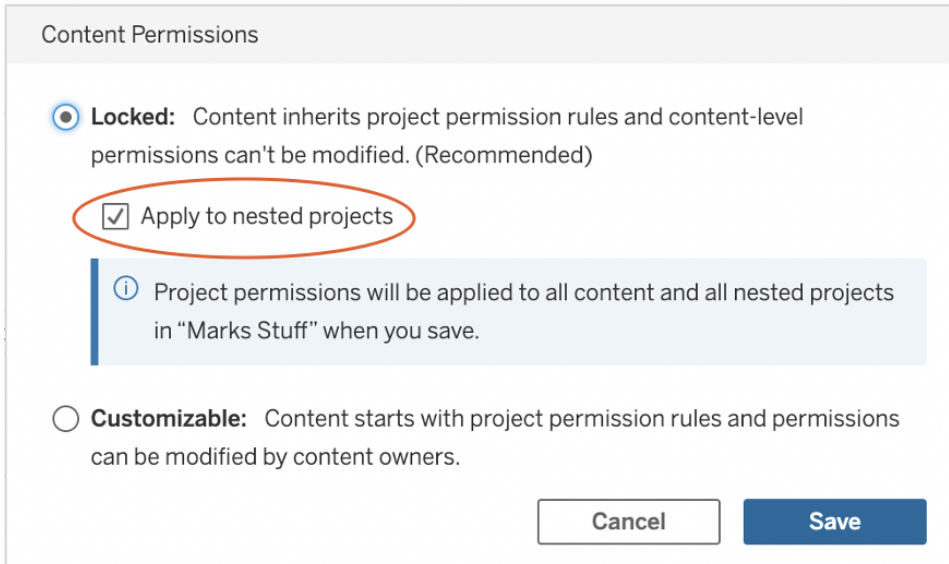 Content Permissions
Locked: Content inherits project permission rules and content-level
permissions can't be modified. (Recommended)
Apply to nested projects
Project permissions will be applied to all content and all nested projects
in “Marks Stuff” when you save.
Customizable: Content starts with project permission rules and permissions
can be modified by content owners.
Cancel Save